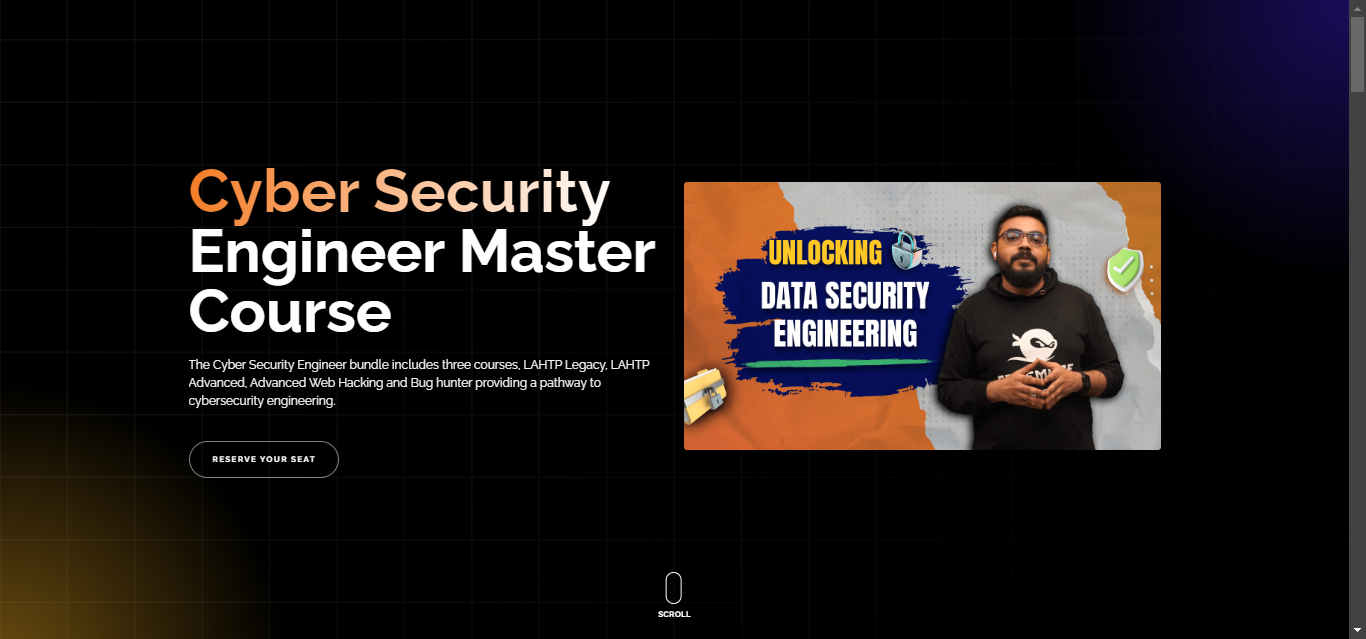 Cyber Security
Engineer Master
Course
The Cyber Security Engineer bundle includes three courses, LAHTP Legacy, LAHTP
Advanced, Advanced Web Hacking and Bug hunter providing a pathway to
cybersecurity engineering.
RESERVE YOUR SEAT
UNLOCKING
DATA SECURITY
ENGINEERING
SCROLL